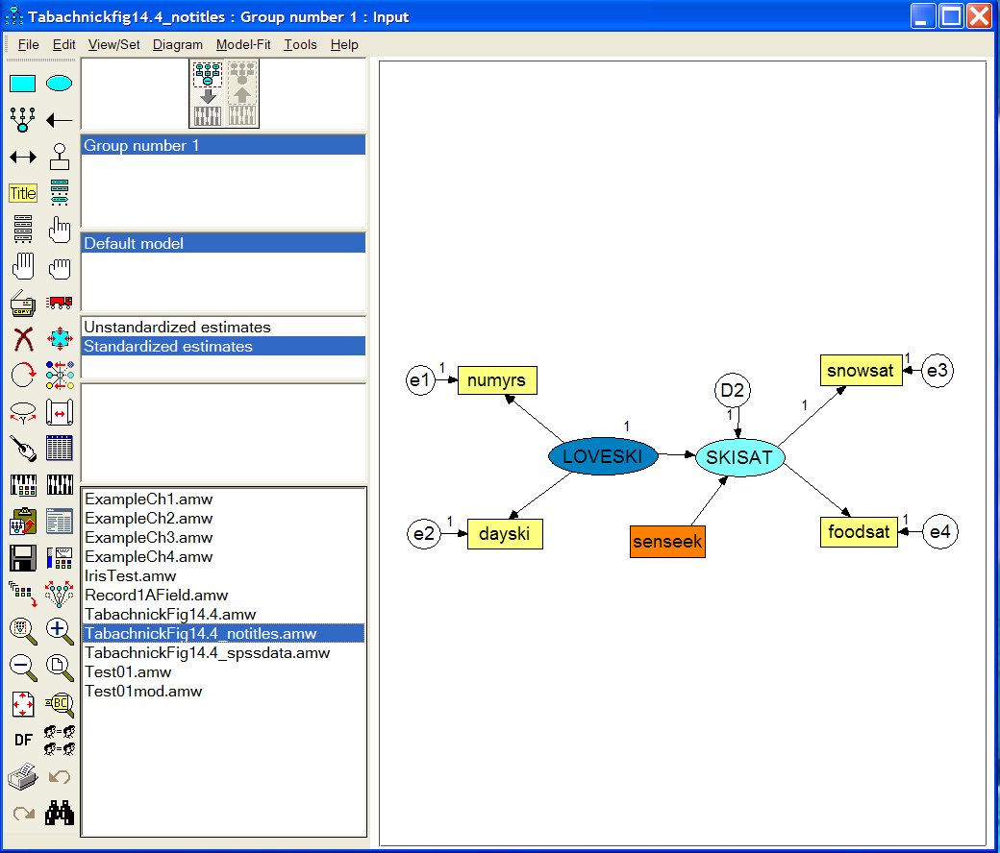 Tabachnickfig14.4_notitles : Group number 1 : Input
File Edit View/Set Diagram Model-Fit Tools Help
Title
COPY
γ
BC
DF
Group number 1
Default model
Unstandardized estimates
Standardized estimates
ExampleCh1.amw
ExampleCh2.amw
ExampleCh3.amw
ExampleCh4.amw
IrisTest.amw
Record1AField.amw
TabachnickFig14.4.amw
TabachnickFig14.4_notitles.amw
TabachnickFig14.4_spssdata.amw
Test01.amw
Test01mod.amw
e1 1 numyrs
snowsat 1 e3
D2
1
1
1
LOVESKI
SKISAT
e2 1 dayski
senseek
foodsat 1 e4